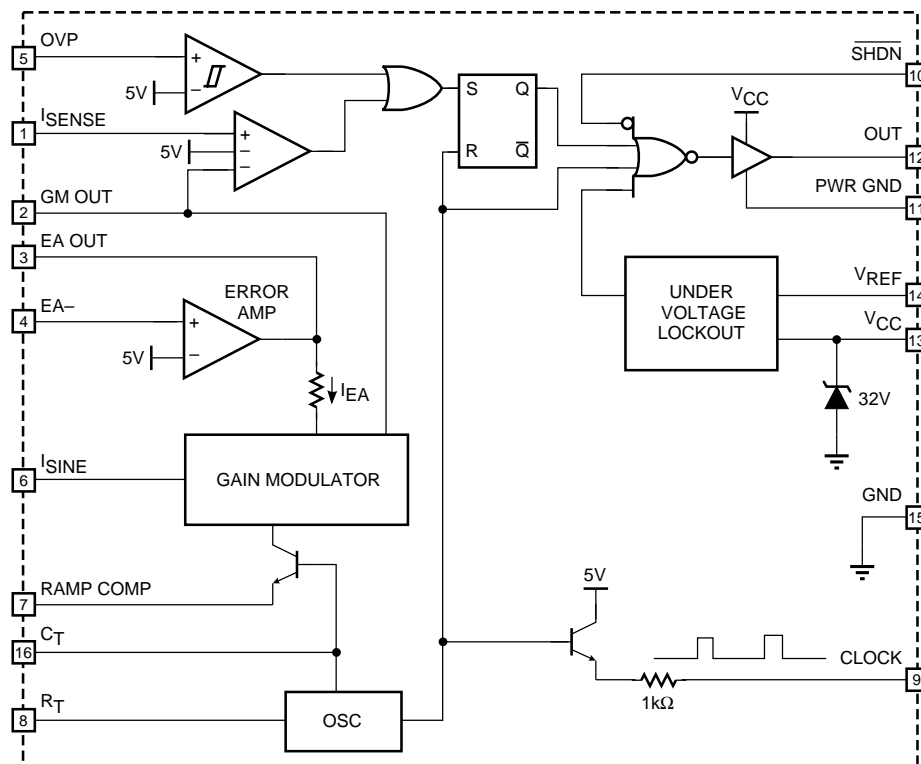 5 OVP
5V
+
−
1 ISENSE
5V
+
−
−
2 GM OUT
3 EA OUT
4 EA–
5V
+
−
ERROR
AMP
IEA
6 ISINE
GAIN MODULATOR
7 RAMP COMP
16 CT
8 RT
OSC
S Q
R Q̅
S̅H̅D̅N̅ 10
VCC
OUT 12
PWR GND 11
UNDER
VOLTAGE
LOCKOUT
VREF 14
VCC 13
32V
GND 15
5V
1kΩ
CLOCK 9